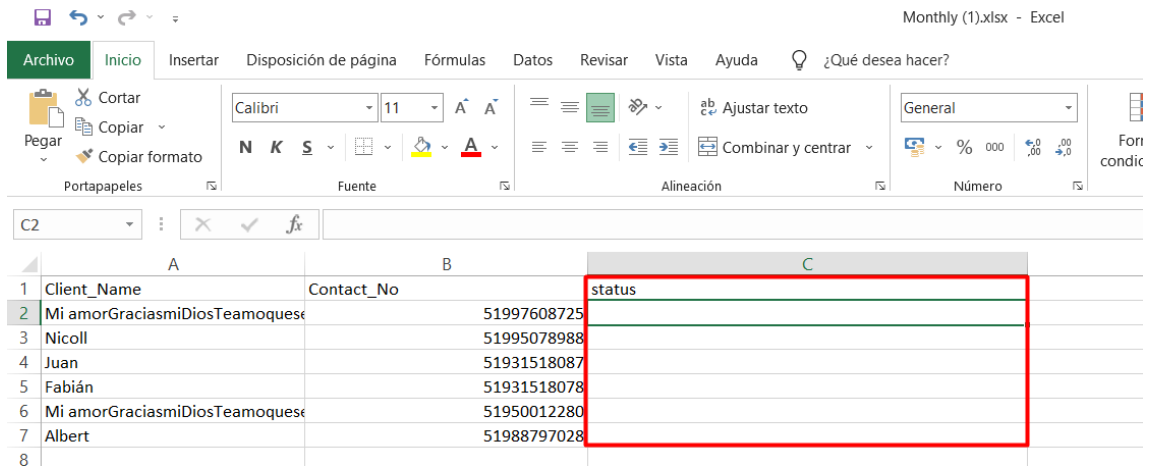 Monthly (1).xlsx - Excel
Archivo Inicio Insertar Disposición de página Fórmulas Datos Revisar Vista Ayuda ¿Qué desea hacer?
Cortar
Copiar
Copiar formato
Pegar
Portapapeles
Calibri 11
N K S
Fuente
Ajustar texto
Combinar y centrar
Alineación
General
% 000
Número
C2 fx
A B C
1 Client_Name Contact_No status
2 Mi amorGraciasmiDiosTeamoquese 51997608725
3 Nicoll 51995078988
4 Juan 51931518087
5 Fabián 51931518078
6 Mi amorGraciasmiDiosTeamoquese 51950012280
7 Albert 51988797028
8